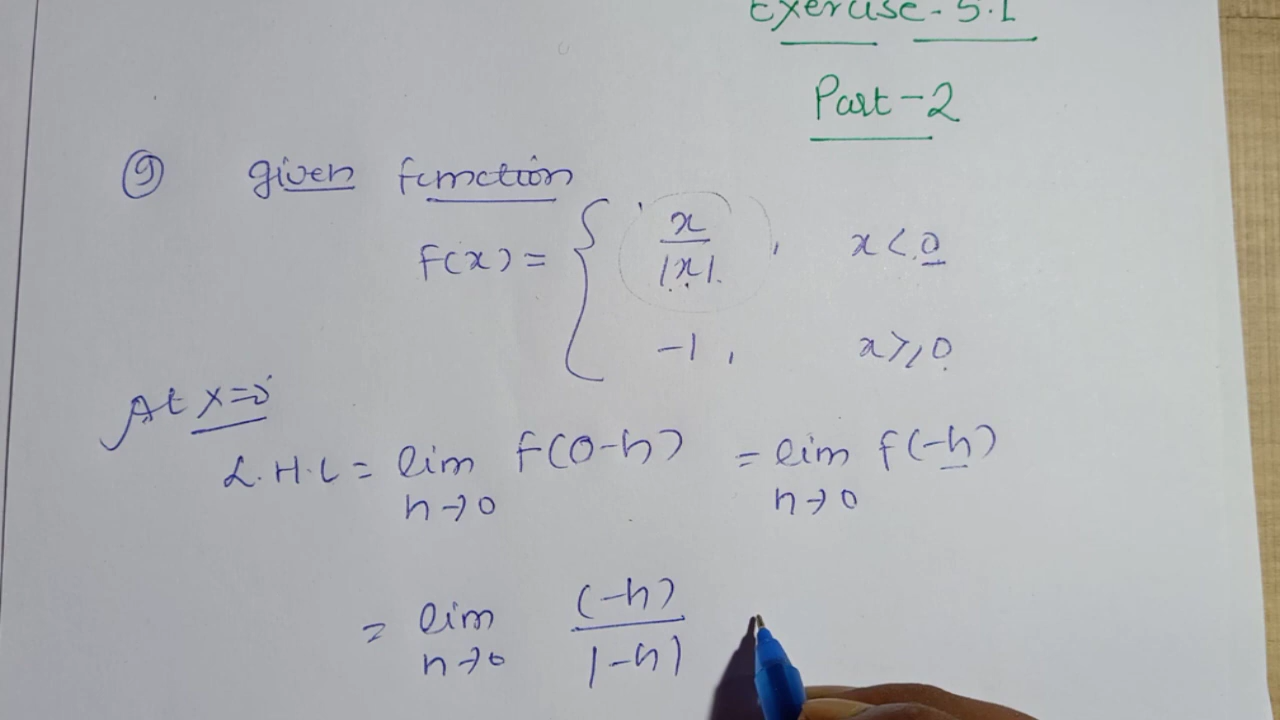 Exercise-5.1
Part-2
⑨ given function
f(x) = { x/|x| , x<0
-1 , x≥0
At x=0
L.H.L = lim h→0 f(0-h) = lim h→0 f(-h)
= lim h→0 (-h)/|-h|